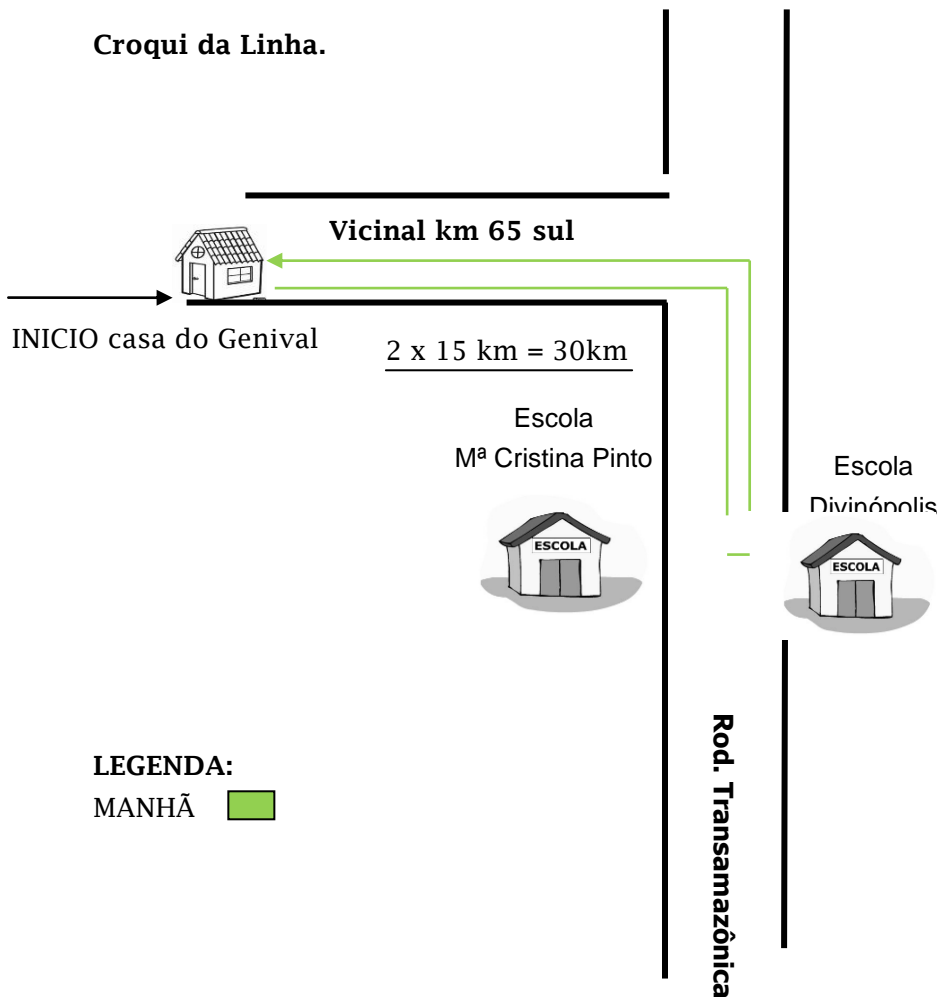 Croqui da Linha.
Vicinal km 65 sul
INICIO casa do Genival
2 x 15 km = 30km
Escola
Mª Cristina Pinto
Escola
Divinópolis
ESCOLA
ESCOLA
Rod. Transamazônica
LEGENDA:
MANHÃ